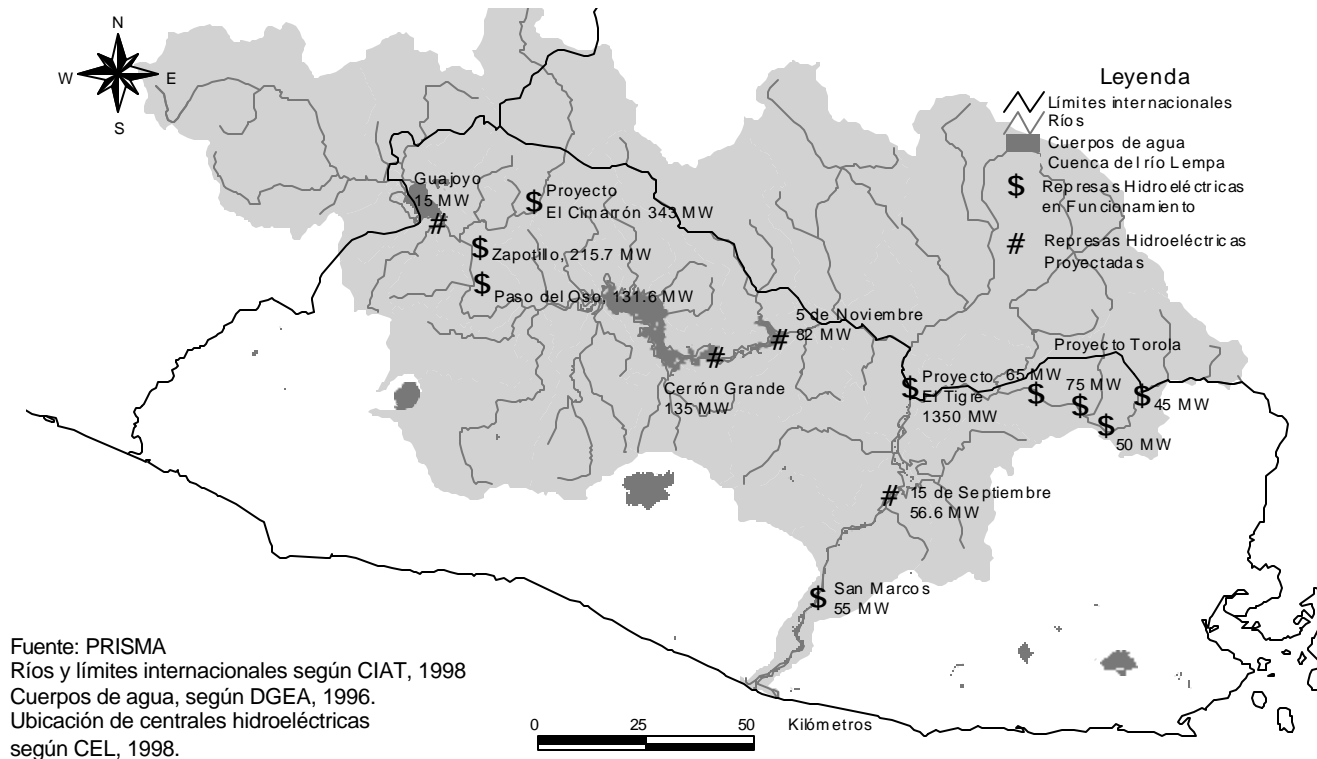 N
W E
S
Leyenda
Límites internacionales
Ríos
Cuerpos de agua
Cuenca del río Lempa
$ Represas Hidroeléctricas
en Funcionamiento
# Represas Hidroeléctricas
Proyectadas
Guajoyo
15 MW
#
$ Proyecto
El Cimarrón 343 MW
$ Zapotillo, 215.7 MW
$ Paso del Oso, 131.6 MW
5 de Noviembre
# 82 MW
#
Cerrón Grande
135 MW
Proyecto Torola
$ Proyecto
El Tigre
1350 MW
65 MW
$
75 MW
$
$ 45 MW
$ 50 MW
# 15 de Septiembre
56.6 MW
$ San Marcos
55 MW
Fuente: PRISMA
Ríos y límites internacionales según CIAT, 1998
Cuerpos de agua, según DGEA, 1996.
Ubicación de centrales hidroeléctricas
según CEL, 1998.
0 25 50 Kilómetros